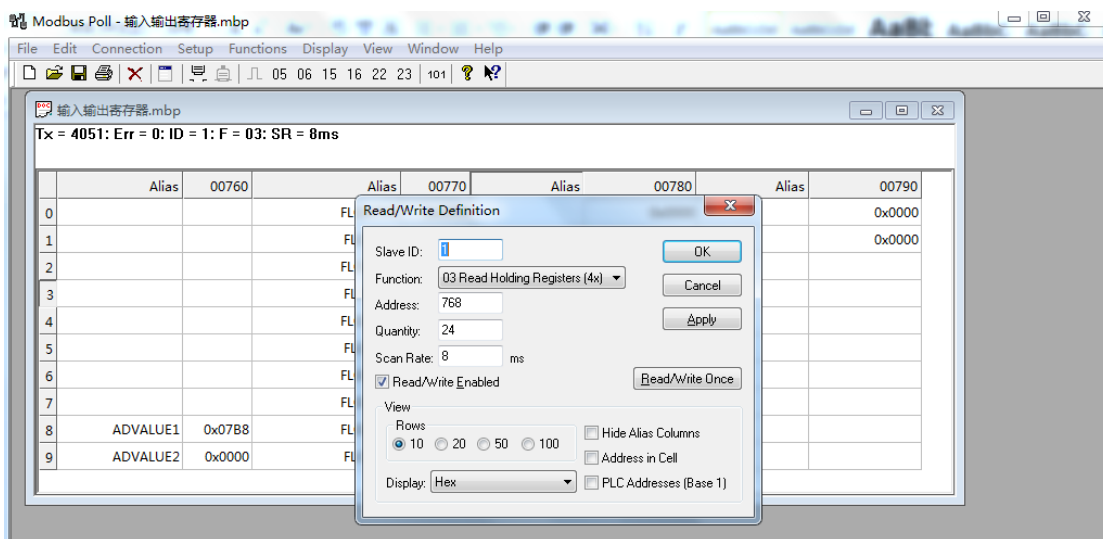 Modbus Poll - 输入输出寄存器.mbp
File Edit Connection Setup Functions Display View Window Help
05 06 15 16 22 23 101
输入输出寄存器.mbp
Tx = 4051: Err = 0: ID = 1: F = 03: SR = 8ms
Alias 00760 Alias 00770 Alias 00780 Alias 00790
Read/Write Definition
0 0x0000
1 0x0000
2
3
4
5
6
7
8 ADVALUE1 0x07B8
9 ADVALUE2 0x0000
Slave ID: 1
OK
Function: 03 Read Holding Registers (4x)
Cancel
Address: 768
Apply
Quantity: 24
Scan Rate: 8 ms
Read/Write Enabled
Read/Write Once
View
Rows
10 20 50 100
Hide Alias Columns
Address in Cell
Display: Hex
PLC Addresses (Base 1)